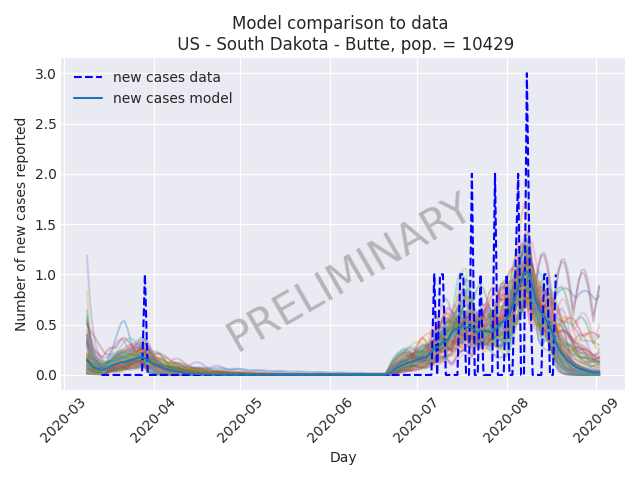 Model comparison to data
US - South Dakota - Butte, pop. = 10429
new cases data
new cases model
Number of new cases reported
3.0
2.5
2.0
1.5
1.0
0.5
0.0
PRELIMINARY
2020-03
2020-04
2020-05
2020-06
2020-07
2020-08
2020-09
Day